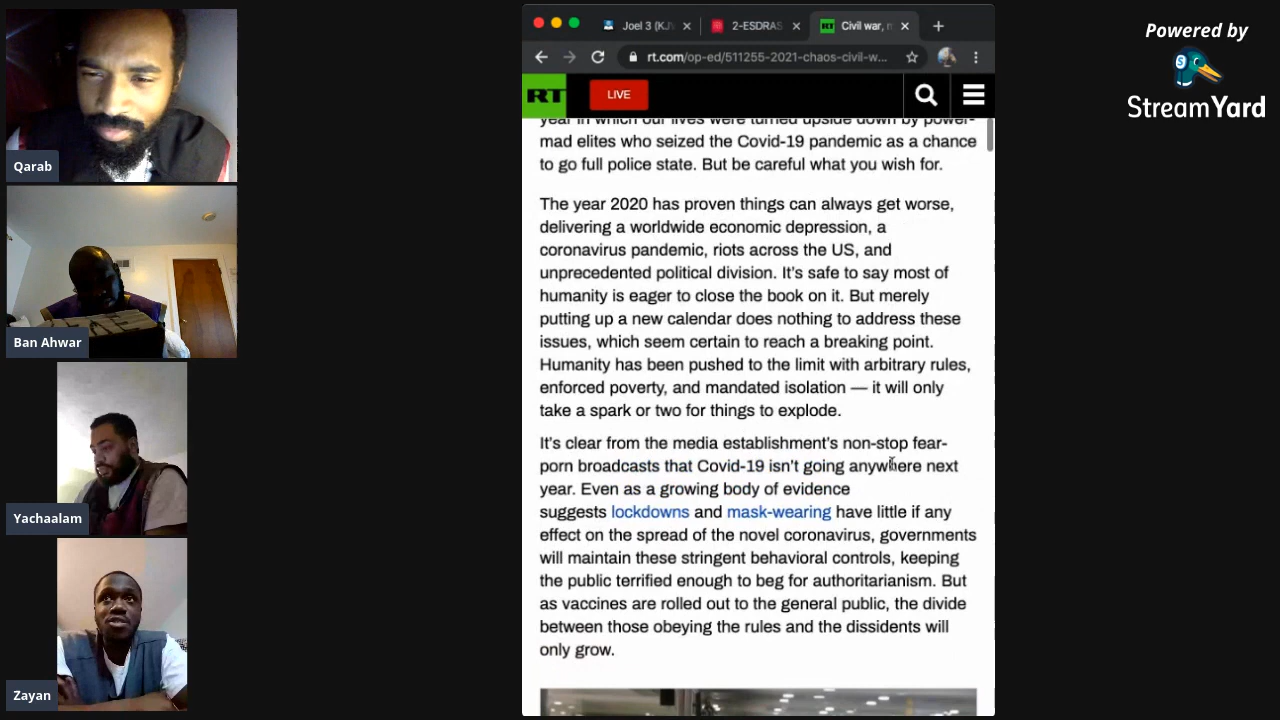 Qarab
Ban Ahwar
Yachaalam
Zayan
Joel 3 (KJV
2-ESDRAS
Civil war, r
rt.com/op-ed/511255-2021-chaos-civil-w...
RT
LIVE
year in which our lives were turned upside down by power-
mad elites who seized the Covid-19 pandemic as a chance
to go full police state. But be careful what you wish for.
The year 2020 has proven things can always get worse,
delivering a worldwide economic depression, a
coronavirus pandemic, riots across the US, and
unprecedented political division. It's safe to say most of
humanity is eager to close the book on it. But merely
putting up a new calendar does nothing to address these
issues, which seem certain to reach a breaking point.
Humanity has been pushed to the limit with arbitrary rules,
enforced poverty, and mandated isolation — it will only
take a spark or two for things to explode.
It's clear from the media establishment's non-stop fear-
porn broadcasts that Covid-19 isn't going anywhere next
year. Even as a growing body of evidence
suggests lockdowns and mask-wearing have little if any
effect on the spread of the novel coronavirus, governments
will maintain these stringent behavioral controls, keeping
the public terrified enough to beg for authoritarianism. But
as vaccines are rolled out to the general public, the divide
between those obeying the rules and the dissidents will
only grow.
Powered by
StreamYard